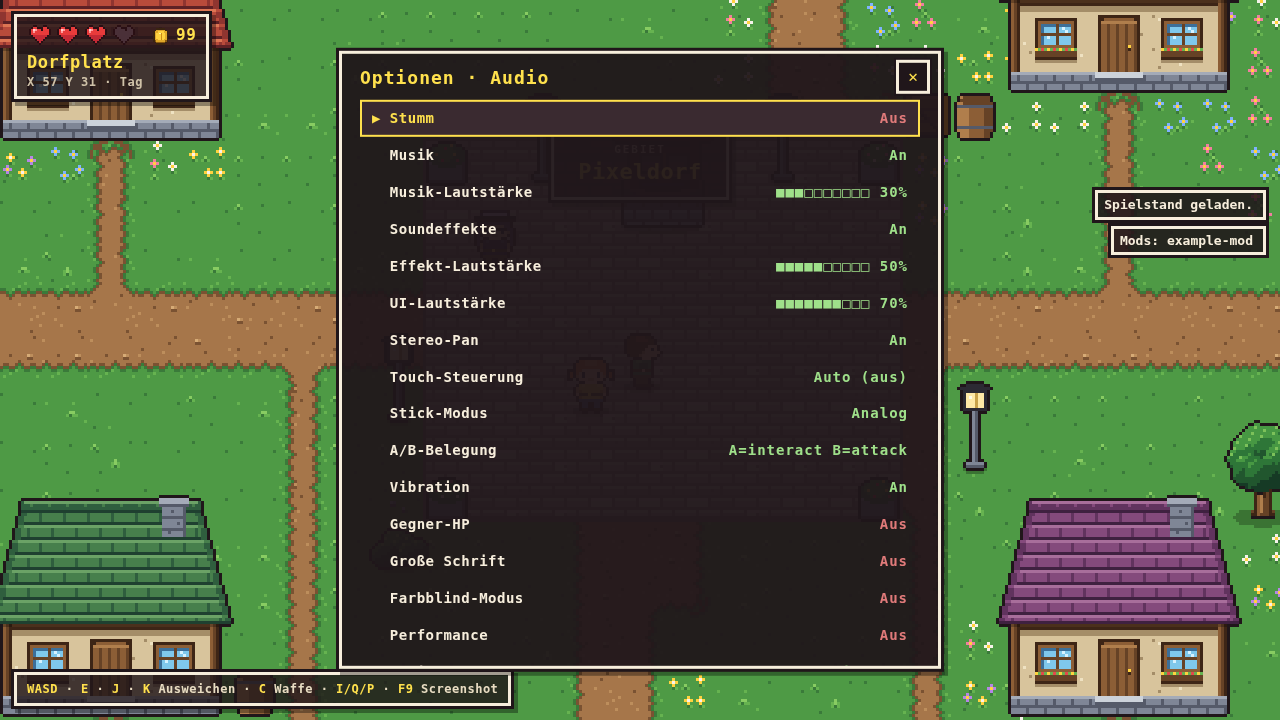 99
Dorfplatz
X 57 Y 31 · Tag
Optionen · Audio
✕
GEBIET
Pixeldorf
▶ Stumm Aus
Musik An
Musik-Lautstärke ■■■□□□□□□□ 30%
Soundeffekte An
Effekt-Lautstärke ■■■■■□□□□□ 50%
UI-Lautstärke ■■■■■■■□□□ 70%
Stereo-Pan An
Touch-Steuerung Auto (aus)
Stick-Modus Analog
A/B-Belegung A=interact B=attack
Vibration An
Gegner-HP Aus
Große Schrift Aus
Farbblind-Modus Aus
Performance Aus
Spielstand geladen.
Mods: example-mod
WASD · E · J · K Ausweichen · C Waffe · I/Q/P · F9 Screenshot